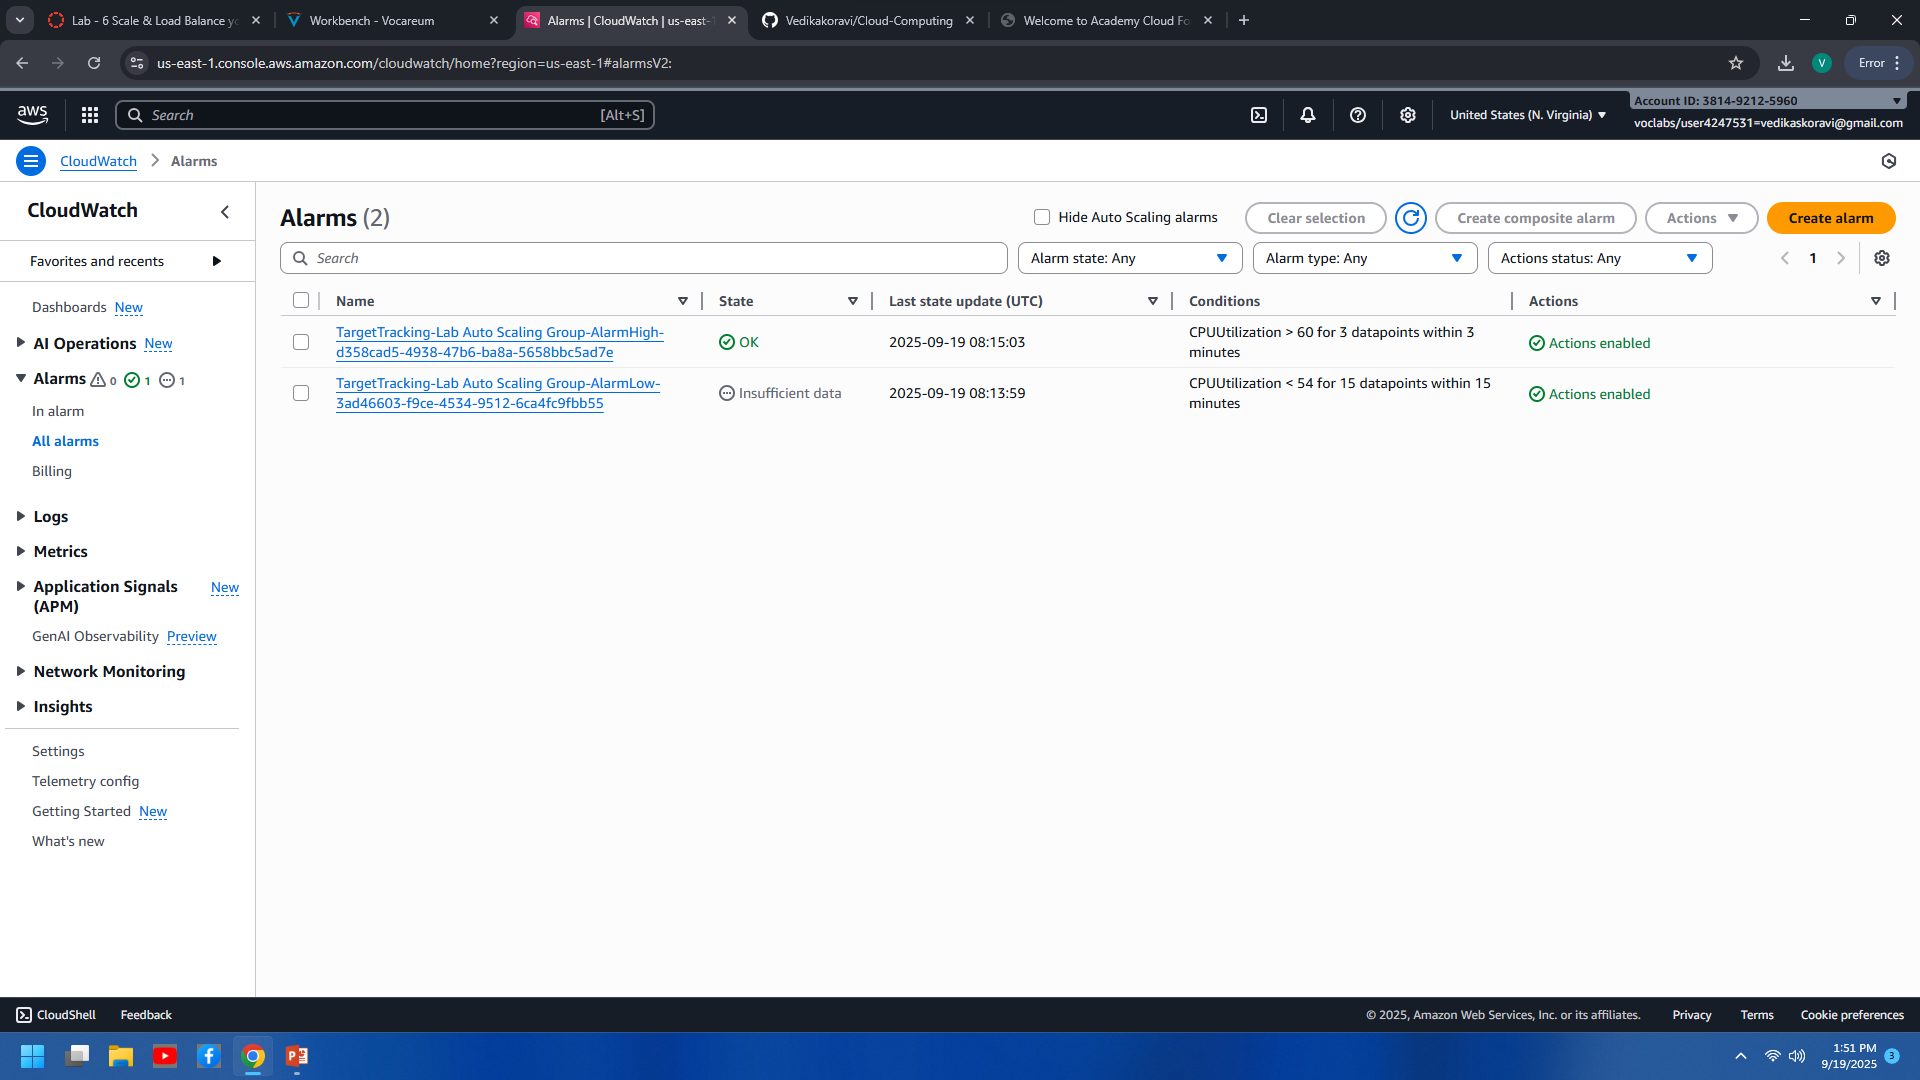 Lab - 6 Scale & Load Balance yo
Workbench - Vocareum
Alarms | CloudWatch | us-east-1
Vedikakoravi/Cloud-Computing
Welcome to Academy Cloud Fo
us-east-1.console.aws.amazon.com/cloudwatch/home?region=us-east-1#alarmsV2:
V
Error
aws
Search
[Alt+S]
United States (N. Virginia)
Account ID: 3814-9212-5960
voclabs/user4247531=vedikaskoravi@gmail.com
CloudWatch
Alarms
CloudWatch
Favorites and recents
Dashboards New
AI Operations New
Alarms 0 1 1
In alarm
All alarms
Billing
Logs
Metrics
Application Signals New
(APM)
GenAI Observability Preview
Network Monitoring
Insights
Settings
Telemetry config
Getting Started New
What's new
Alarms (2)
Hide Auto Scaling alarms
Clear selection
Create composite alarm
Actions
Create alarm
Search
Alarm state: Any
Alarm type: Any
Actions status: Any
1
Name
State
Last state update (UTC)
Conditions
Actions
TargetTracking-Lab Auto Scaling Group-AlarmHigh-
d358cad5-4938-47b6-ba8a-5658bbc5ad7e
OK
2025-09-19 08:15:03
CPUUtilization > 60 for 3 datapoints within 3
minutes
Actions enabled
TargetTracking-Lab Auto Scaling Group-AlarmLow-
3ad46603-f9ce-4534-9512-6ca4fc9fbb55
Insufficient data
2025-09-19 08:13:59
CPUUtilization < 54 for 15 datapoints within 15
minutes
Actions enabled
CloudShell
Feedback
© 2025, Amazon Web Services, Inc. or its affiliates.
Privacy
Terms
Cookie preferences
1:51 PM
9/19/2025
3